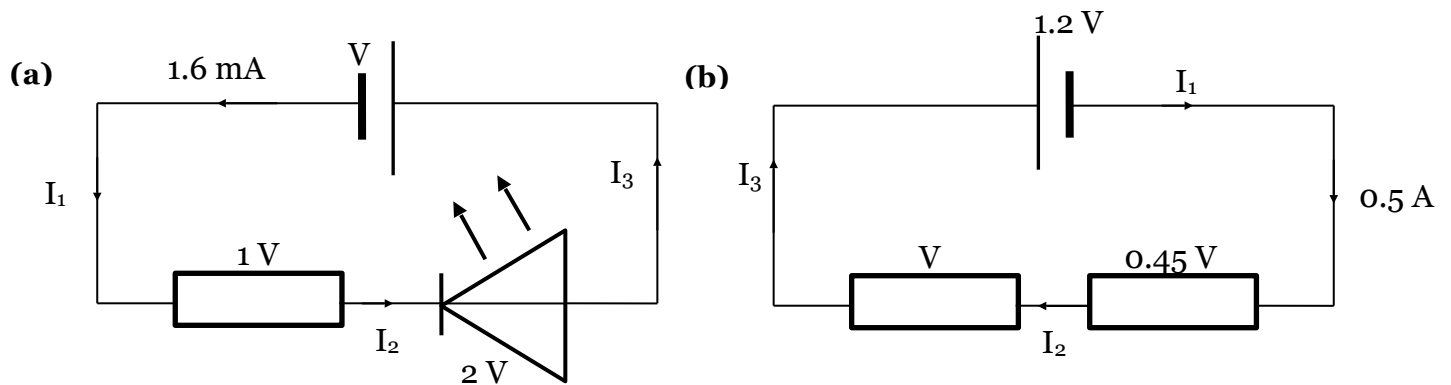 (a)
1.6 mA
V
I₁
I₃
1 V
I₂
2 V
(b)
1.2 V
I₁
I₃
0.5 A
V
0.45 V
I₂